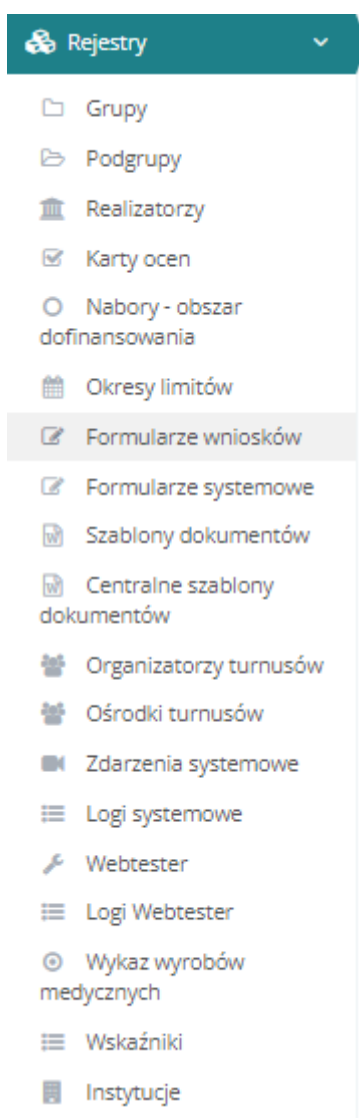 Rejestry
Grupy
Podgrupy
Realizatorzy
Karty ocen
Nabory - obszar
dofinansowania
Okresy limitów
Formularze wniosków
Formularze systemowe
Szablony dokumentów
Centralne szablony
dokumentów
Organizatorzy turnusów
Ośrodki turnusów
Zdarzenia systemowe
Logi systemowe
Webtester
Logi Webtester
Wykaz wyrobów
medycznych
Wskaźniki
Instytucje